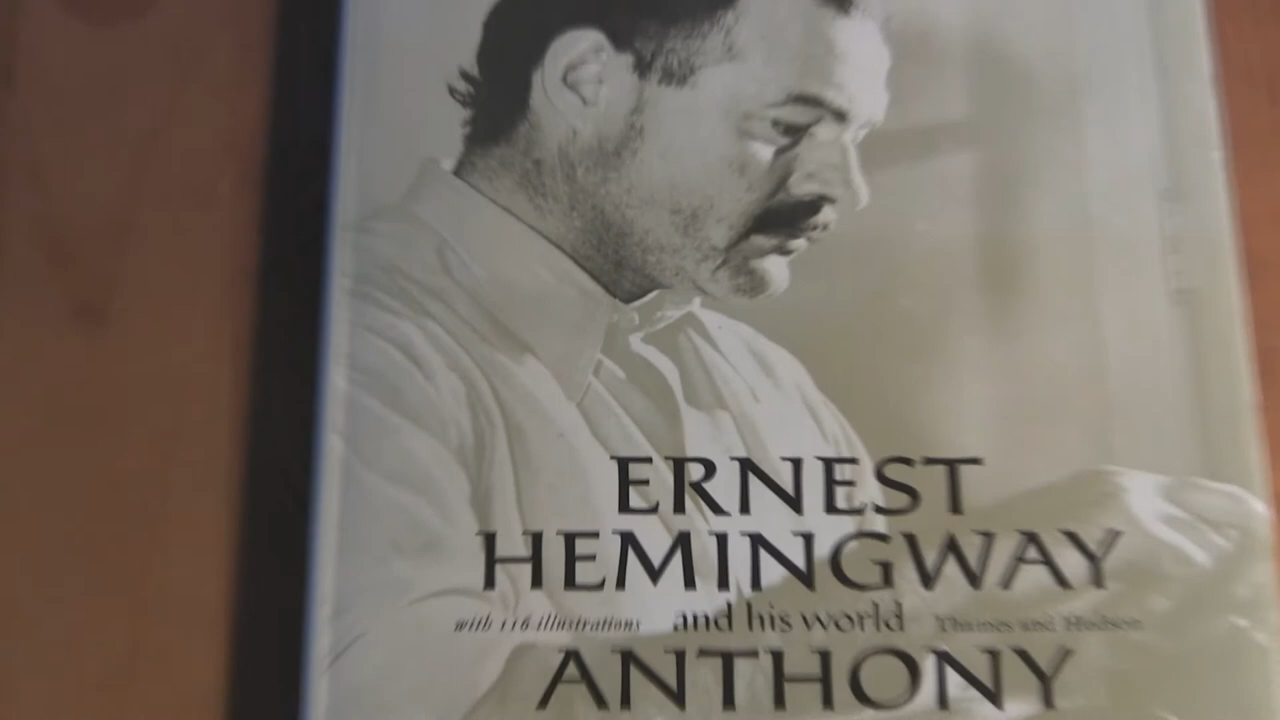 ERNEST
HEMINGWAY
with 116 illustrations and his world Thames and Hudson
ANTHONY